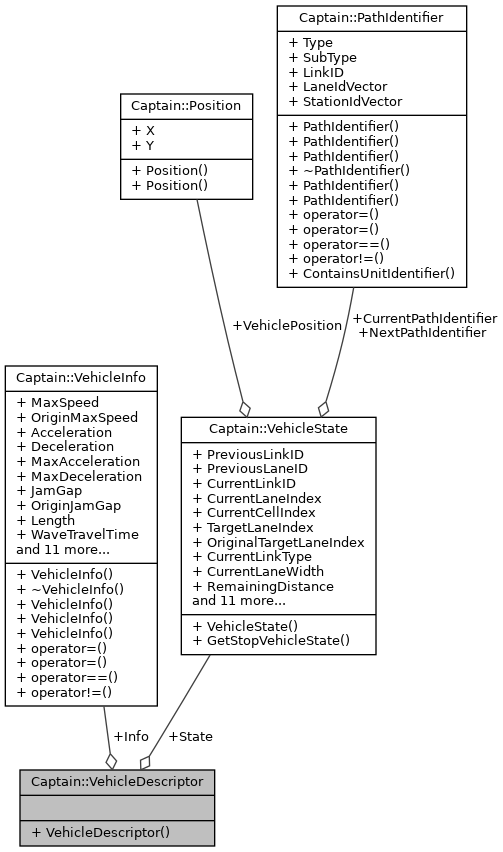 Captain::PathIdentifier
+ Type
+ SubType
+ LinkID
+ LaneIdVector
+ StationIdVector
+ PathIdentifier()
+ PathIdentifier()
+ PathIdentifier()
+ ~PathIdentifier()
+ PathIdentifier()
+ PathIdentifier()
+ operator=()
+ operator=()
+ operator==()
+ operator!=()
+ ContainsUnitIdentifier()
Captain::Position
+ X
+ Y
+ Position()
+ Position()
+VehiclePosition
+CurrentPathIdentifier
+NextPathIdentifier
Captain::VehicleInfo
+ MaxSpeed
+ OriginMaxSpeed
+ Acceleration
+ Deceleration
+ MaxAcceleration
+ MaxDeceleration
+ JamGap
+ OriginJamGap
+ Length
+ WaveTravelTime
and 11 more...
+ VehicleInfo()
+ ~VehicleInfo()
+ VehicleInfo()
+ VehicleInfo()
+ VehicleInfo()
+ operator=()
+ operator=()
+ operator==()
+ operator!=()
Captain::VehicleState
+ PreviousLinkID
+ PreviousLaneID
+ CurrentLinkID
+ CurrentLaneIndex
+ CurrentCellIndex
+ TargetLaneIndex
+ OriginalTargetLaneIndex
+ CurrentLinkType
+ CurrentLaneWidth
+ RemainingDistance
and 11 more...
+ VehicleState()
+ GetStopVehicleState()
+Info
+State
Captain::VehicleDescriptor
+ VehicleDescriptor()